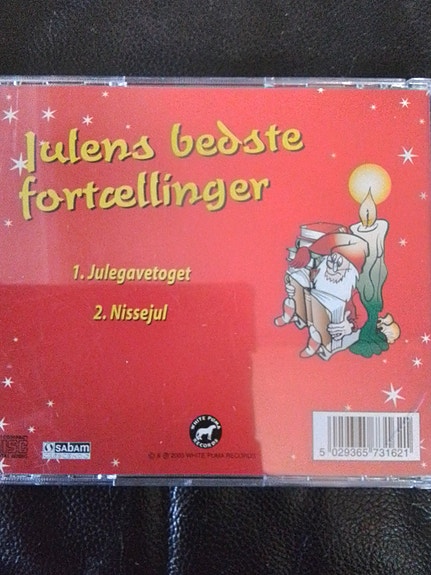 Julens bedste
fortællinger
1. Julegavetoget
2. Nissejul
WHITE PUMA
RECORDS
SABAM
5 029365 731621